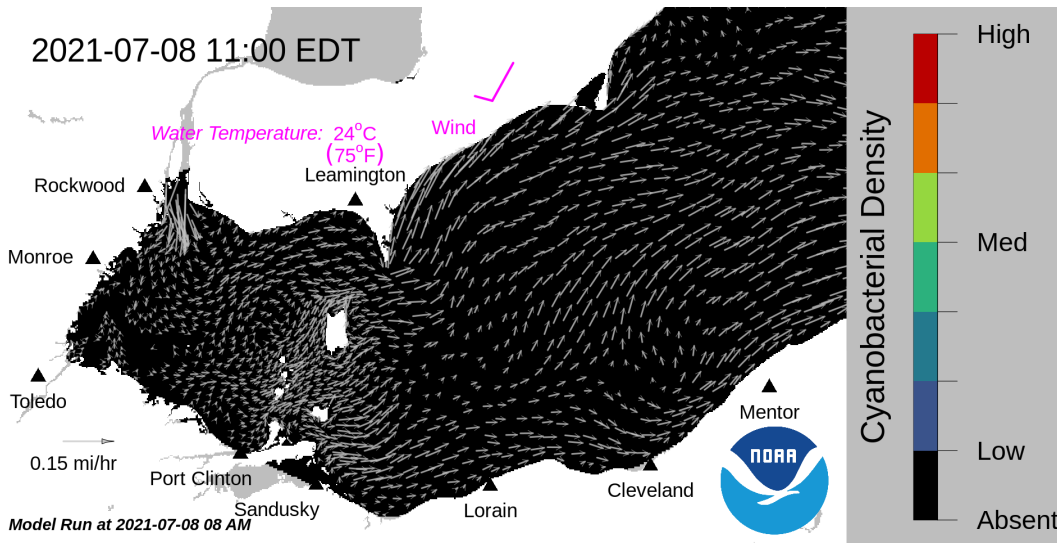 2021-07-08 11:00 EDT
Water Temperature: 24°C
(75°F)
Wind
Leamington
Rockwood
Monroe
Toledo
0.15 mi/hr
Port Clinton
Sandusky
Lorain
Cleveland
Mentor
NOAA
Model Run at 2021-07-08 08 AM
Cyanobacterial Density
High
Med
Low
Absent